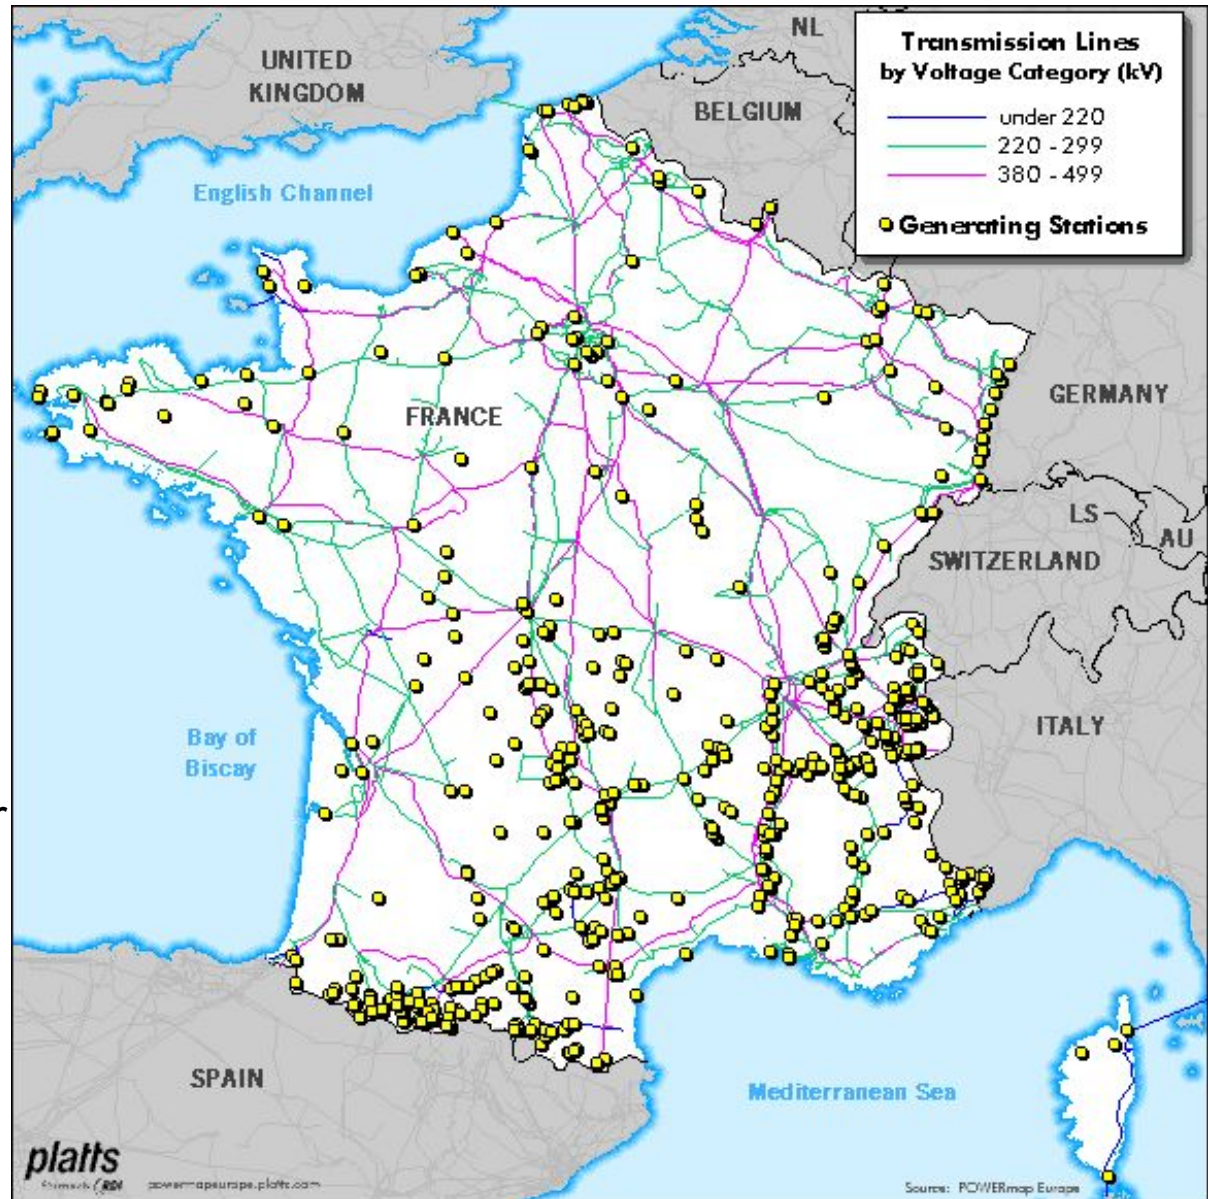 NL
UNITED
KINGDOM
BELGIUM
Transmission Lines
by Voltage Category (kV)
under 220
220 - 299
380 - 499
Generating Stations
English Channel
GERMANY
FRANCE
LS
AU
SWITZERLAND
ITALY
Bay of
Biscay
SPAIN
Mediterranean Sea
platts
powermapeurope.platts.com
Source: POWERmap Europe